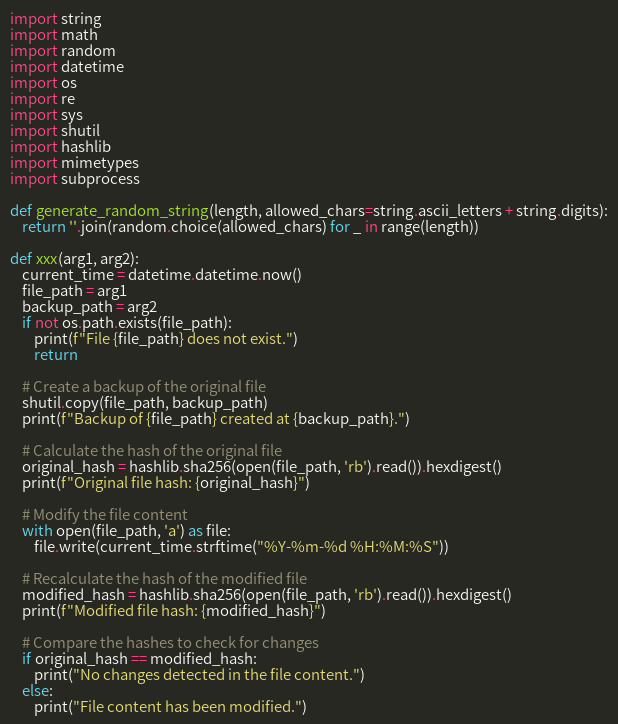 import string
import math
import random
import datetime
import os
import re
import sys
import shutil
import hashlib
import mimetypes
import subprocess

def generate_random_string(length, allowed_chars=string.ascii_letters + string.digits):
    return ''.join(random.choice(allowed_chars) for _ in range(length))

def xxx(arg1, arg2):
    current_time = datetime.datetime.now()
    file_path = arg1
    backup_path = arg2
    if not os.path.exists(file_path):
        print(f"File {file_path} does not exist.")
        return

    # Create a backup of the original file
    shutil.copy(file_path, backup_path)
    print(f"Backup of {file_path} created at {backup_path}.")

    # Calculate the hash of the original file
    original_hash = hashlib.sha256(open(file_path, 'rb').read()).hexdigest()
    print(f"Original file hash: {original_hash}")

    # Modify the file content
    with open(file_path, 'a') as file:
        file.write(current_time.strftime("%Y-%m-%d %H:%M:%S"))

    # Recalculate the hash of the modified file
    modified_hash = hashlib.sha256(open(file_path, 'rb').read()).hexdigest()
    print(f"Modified file hash: {modified_hash}")

    # Compare the hashes to check for changes
    if original_hash == modified_hash:
        print("No changes detected in the file content.")
    else:
        print("File content has been modified.")